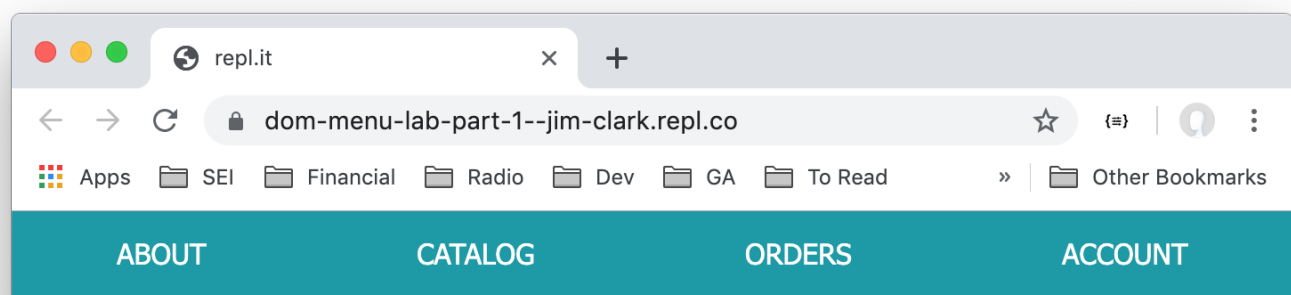 repl.it
dom-menu-lab-part-1--jim-clark.repl.co {≡}
Apps SEI Financial Radio Dev GA To Read » Other Bookmarks
ABOUT CATALOG ORDERS ACCOUNT